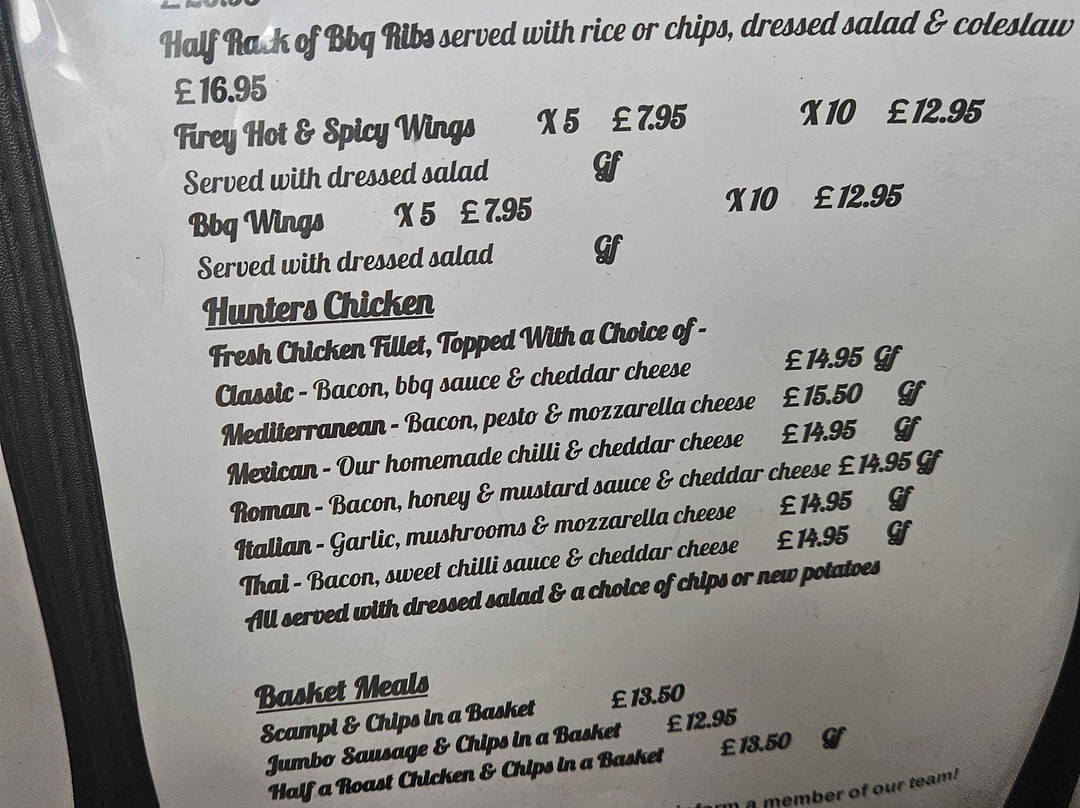 Half Rack of Bbq Ribs served with rice or chips, dressed salad & coleslaw
£16.95
Firey Hot & Spicy Wings X 5 £7.95 X 10 £12.95
Served with dressed salad Gf
Bbq Wings X 5 £7.95 X 10 £12.95
Served with dressed salad Gf
Hunters Chicken
Fresh Chicken Fillet, Topped With a Choice of -
Classic - Bacon, bbq sauce & cheddar cheese £14.95 Gf
Mediterranean - Bacon, pesto & mozzarella cheese £15.50 Gf
Mexican - Our homemade chilli & cheddar cheese £14.95 Gf
Roman - Bacon, honey & mustard sauce & cheddar cheese £14.95 Gf
Italian - Garlic, mushrooms & mozzarella cheese £14.95 Gf
Thai - Bacon, sweet chilli sauce & cheddar cheese £14.95 Gf
All served with dressed salad & a choice of chips or new potatoes
Basket Meals
Scampi & Chips in a Basket £13.50
Jumbo Sausage & Chips in a Basket £12.95
Half a Roast Chicken & Chips in a Basket £13.50 Gf
a member of our team!